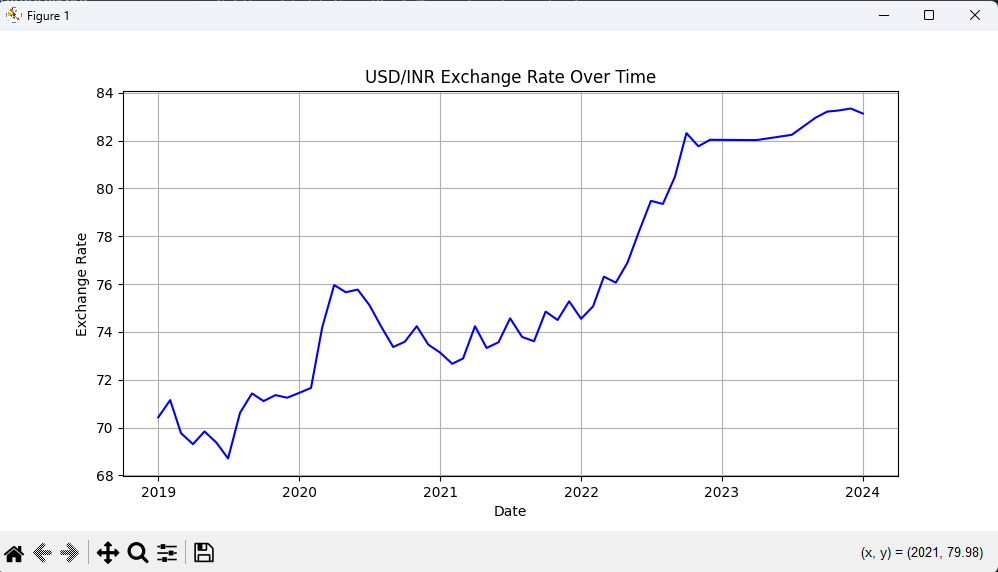 Figure 1
USD/INR Exchange Rate Over Time
84
82
80
78
76
74
72
70
68
Exchange Rate
2019 2020 2021 2022 2023 2024
Date
(x, y) = (2021, 79.98)